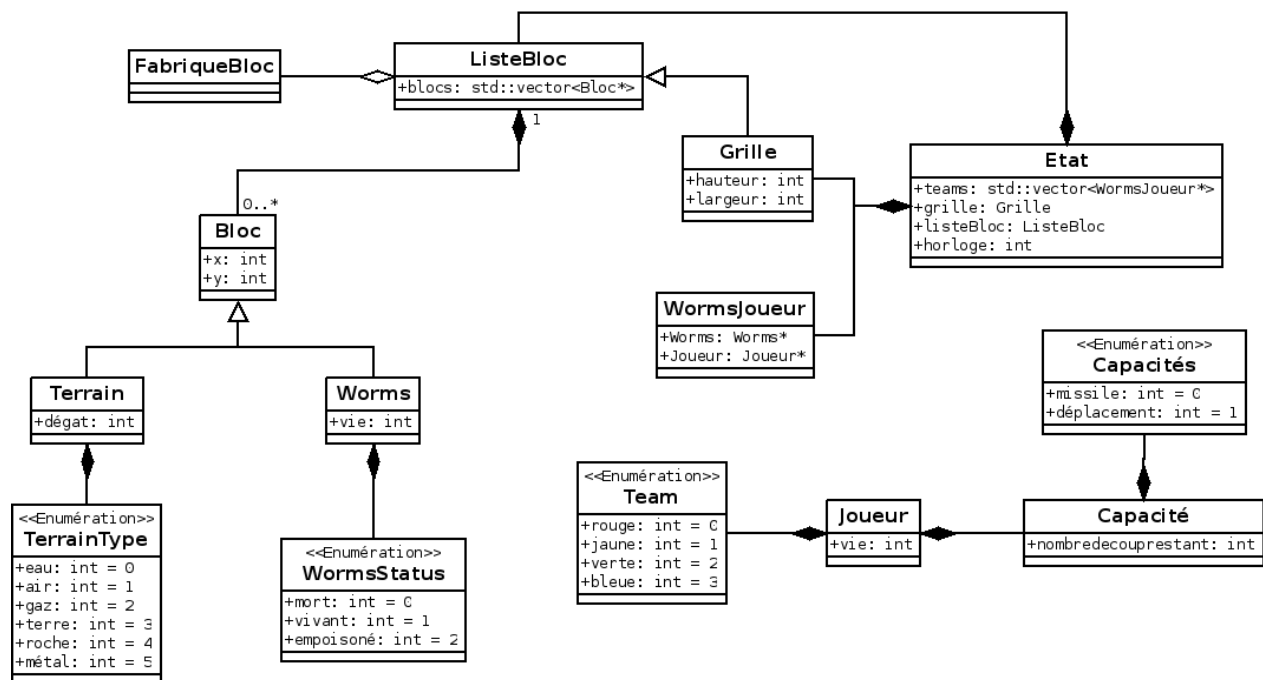 FabriqueBloc
ListeBloc
+blocs: std::vector<Bloc*>
1
0..*
Grille
+hauteur: int
+largeur: int
Etat
+teams: std::vector<WormsJoueur*>
+grille: Grille
+listeBloc: ListeBloc
+horloge: int
Bloc
+x: int
+y: int
WormsJoueur
+Worms: Worms*
+Joueur: Joueur*
<<Enumération>>
Capacités
+missile: int = 0
+déplacement: int = 1
Terrain
+dégat: int
Worms
+vie: int
<<Enumération>>
TerrainType
+eau: int = 0
+air: int = 1
+gaz: int = 2
+terre: int = 3
+roche: int = 4
+métal: int = 5
<<Enumération>>
WormsStatus
+mort: int = 0
+vivant: int = 1
+empoisoné: int = 2
<<Enumération>>
Team
+rouge: int = 0
+jaune: int = 1
+verte: int = 2
+bleue: int = 3
Joueur
+vie: int
Capacité
+nombredecouprestant: int